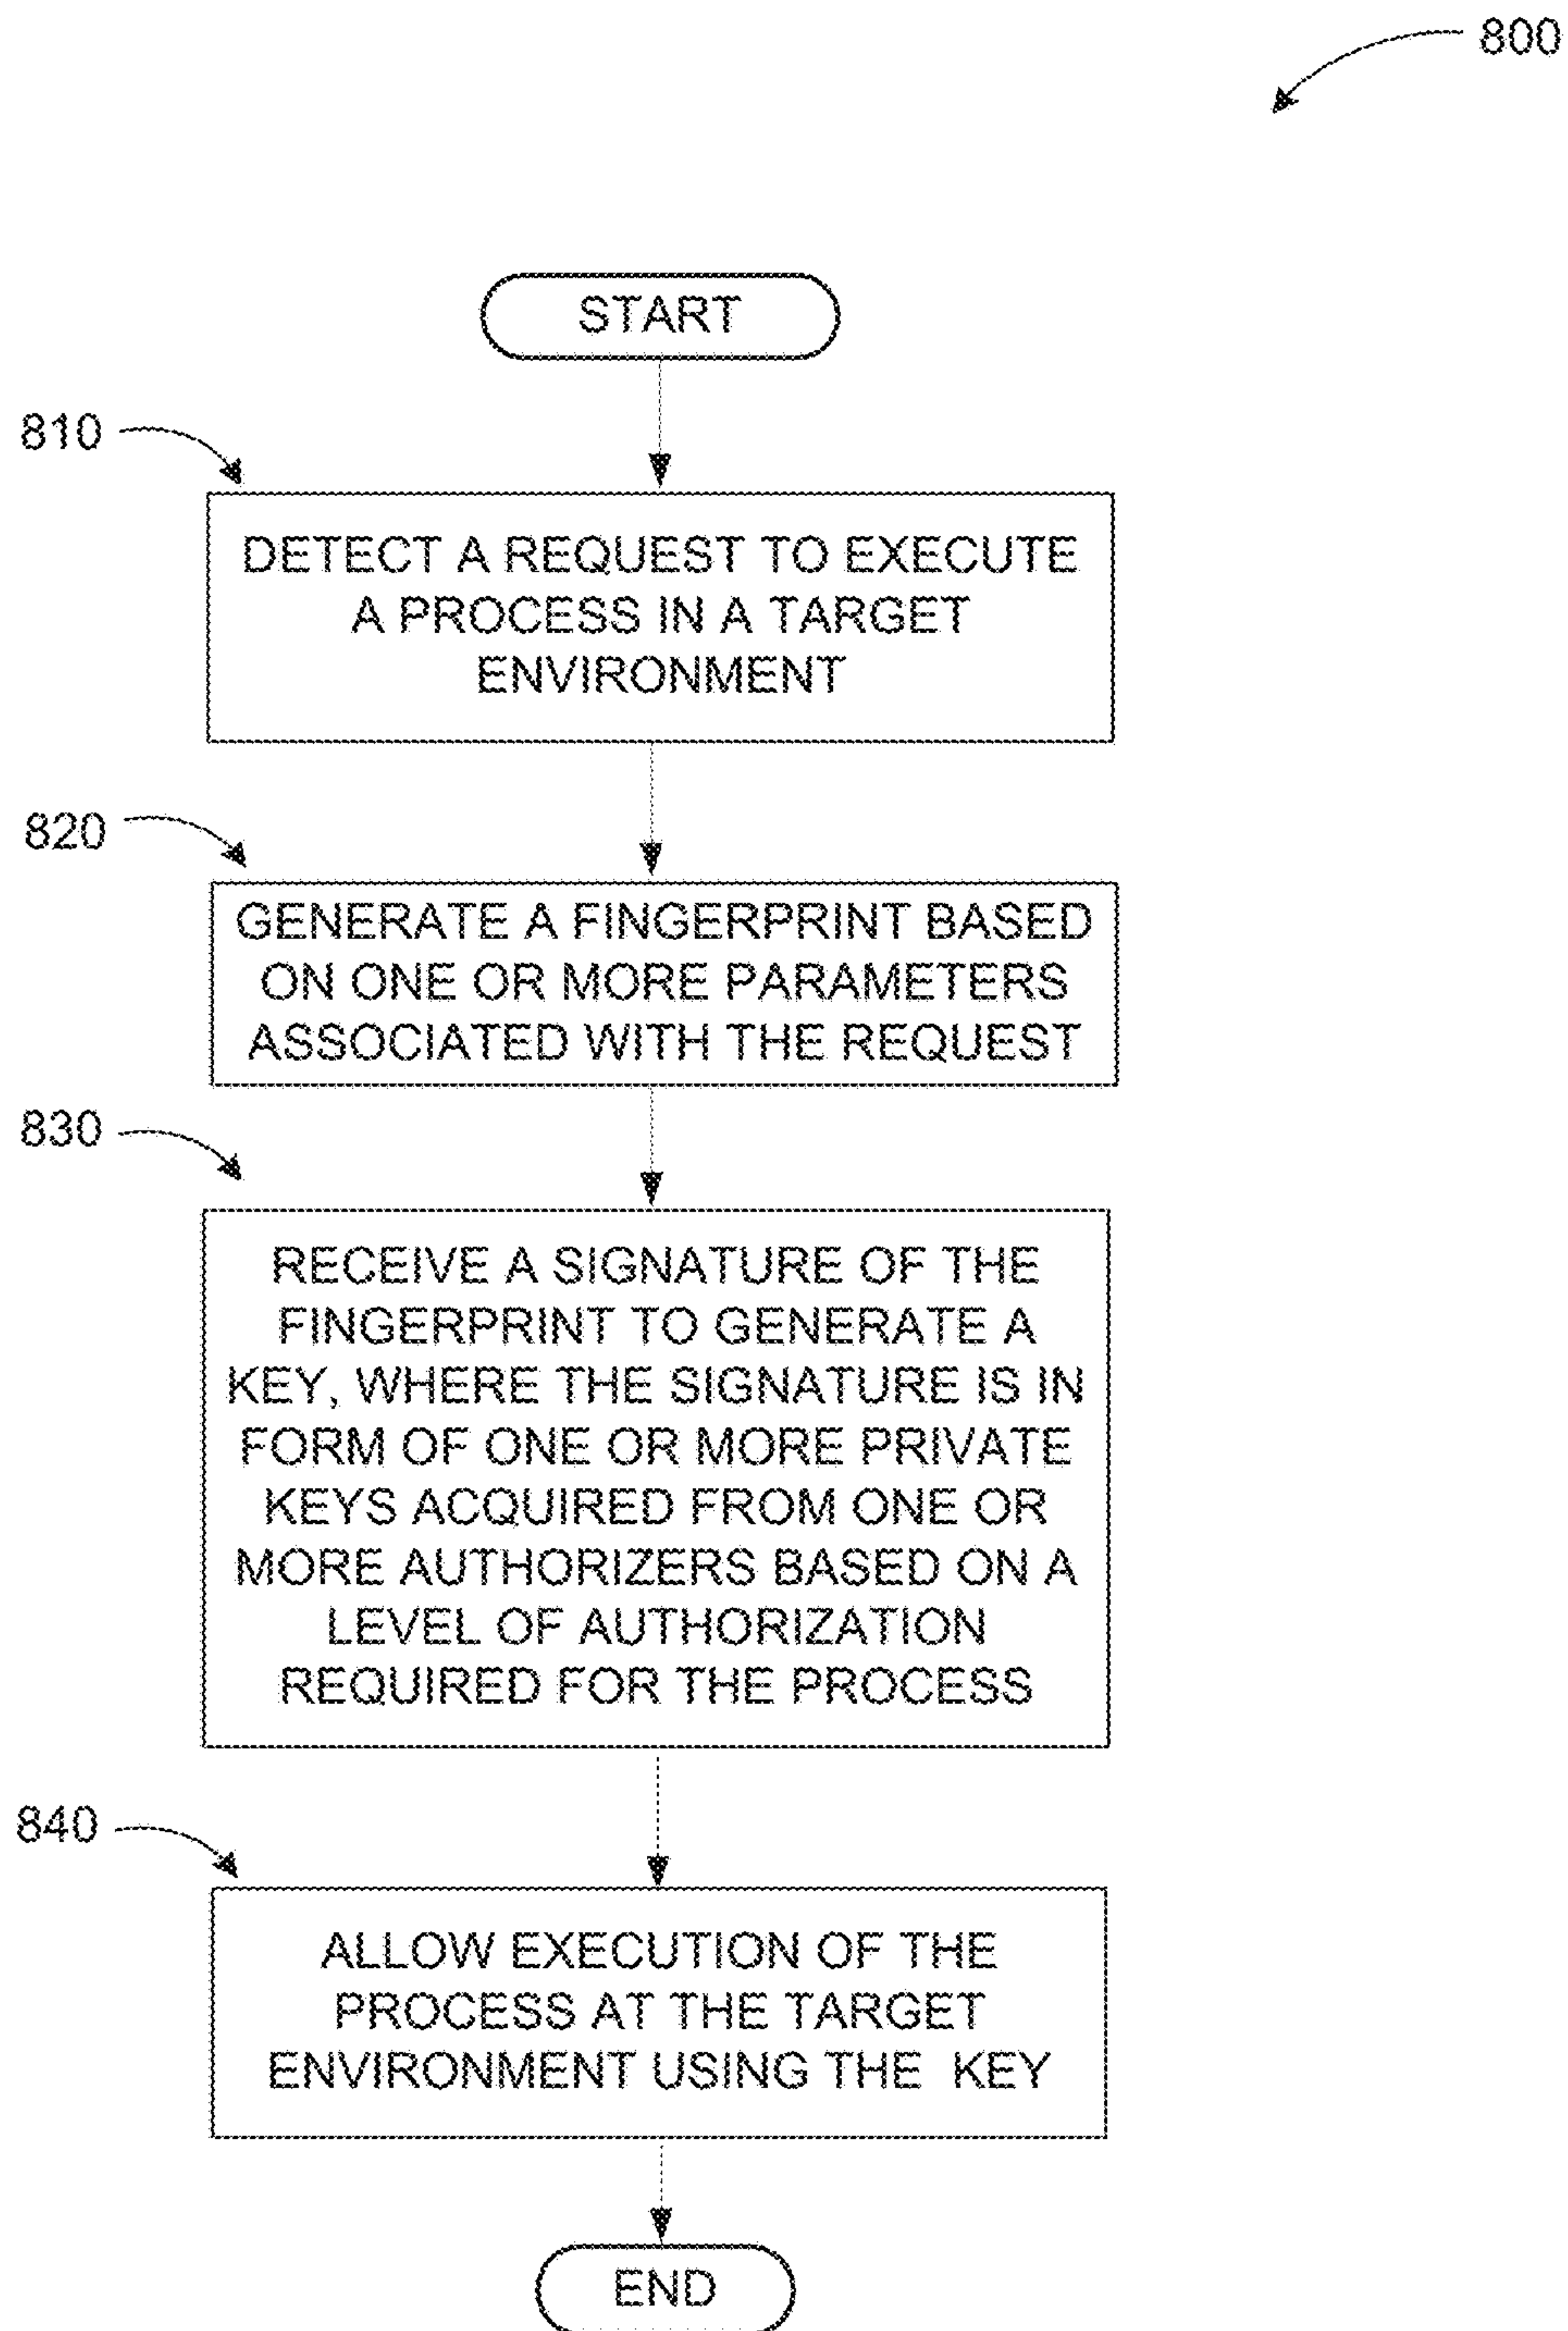 800
START
810
DETECT A REQUEST TO EXECUTE
A PROCESS IN A TARGET
ENVIRONMENT
820
GENERATE A FINGERPRINT BASED
ON ONE OR MORE PARAMETERS
ASSOCIATED WITH THE REQUEST
830
RECEIVE A SIGNATURE OF THE
FINGERPRINT TO GENERATE A
KEY, WHERE THE SIGNATURE IS IN
FORM OF ONE OR MORE PRIVATE
KEYS ACQUIRED FROM ONE OR
MORE AUTHORIZERS BASED ON A
LEVEL OF AUTHORIZATION
REQUIRED FOR THE PROCESS
840
ALLOW EXECUTION OF THE
PROCESS AT THE TARGET
ENVIRONMENT USING THE KEY
END